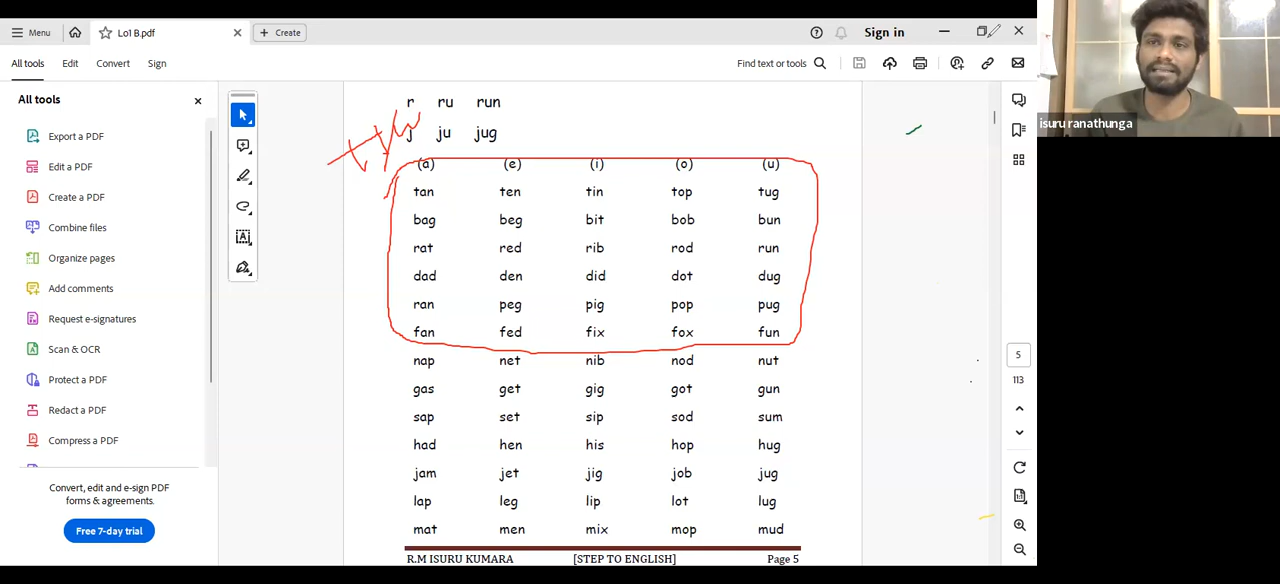 Menu Lo1 B.pdf Create Sign in
All tools Edit Convert Sign Find text or tools
All tools
Export a PDF
Edit a PDF
Create a PDF
Combine files
Organize pages
Add comments
Request e-signatures
Scan & OCR
Protect a PDF
Redact a PDF
Compress a PDF
Convert, edit and e-sign PDF
forms & agreements.
Free 7-day trial
r ru run
j ju jug
(a) (e) (i) (o) (u)
tan ten tin top tug
bag beg bit bob bun
rat red rib rod run
dad den did dot dug
ran peg pig pop pug
fan fed fix fox fun
nap net nib nod nut
gas get gig got gun
sap set sip sod sum
had hen his hop hug
jam jet jig job jug
lap leg lip lot lug
mat men mix mop mud
R.M ISURU KUMARA [STEP TO ENGLISH] Page 5
5
113
isuru ranathunga